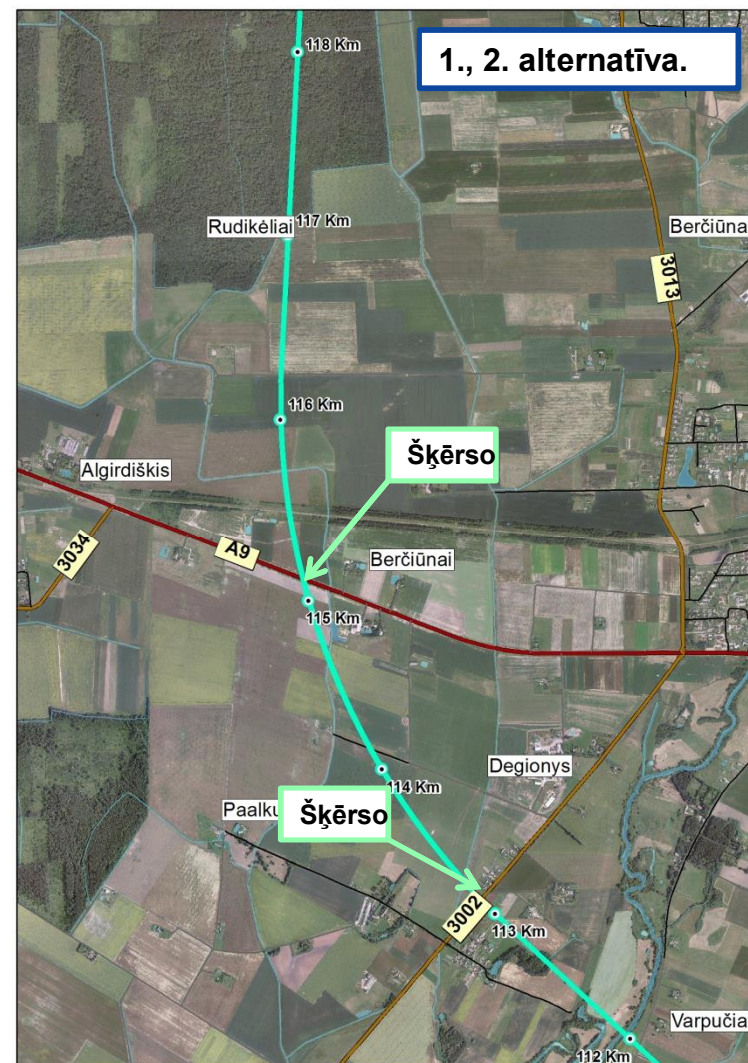 118 Km
1., 2. alternatīva.
Rudikėliai
117 Km
Berčiūna
3013
116 Km
Šķērso
Algirdiškis
3034
A9
Berčiūnai
115 Km
Degionys
114 Km
Paalku
Šķērso
3002
113 Km
Varpučia
112 Km